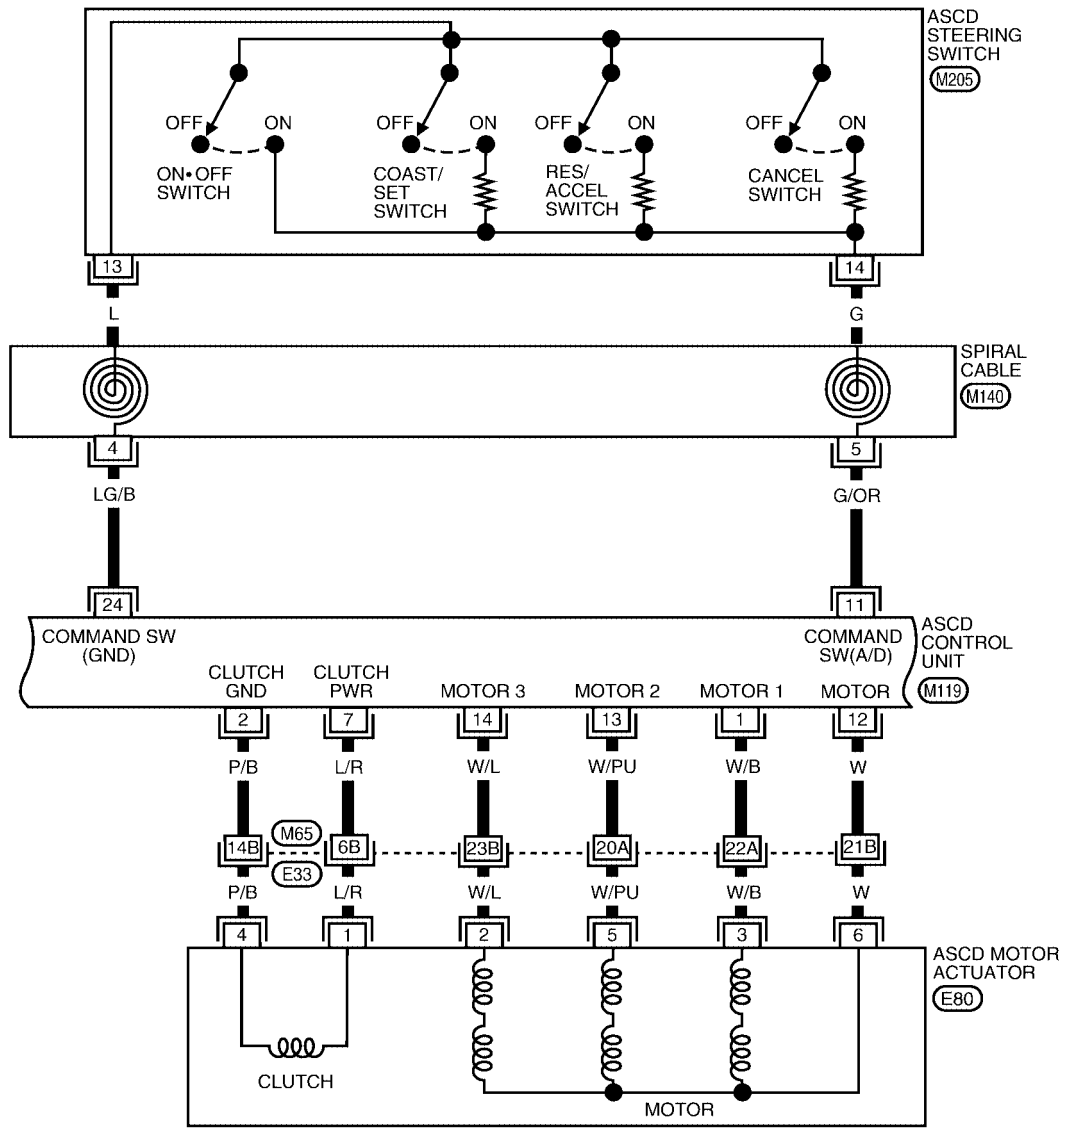 ASCD
STEERING
SWITCH
M205
OFF ON
ON•OFF
SWITCH
OFF ON
COAST/
SET
SWITCH
OFF ON
RES/
ACCEL
SWITCH
OFF ON
CANCEL
SWITCH
13 14
L G
SPIRAL
CABLE
M140
4 5
LG/B G/OR
24 11
COMMAND SW
(GND)
COMMAND
SW(A/D)
ASCD
CONTROL
UNIT
M119
CLUTCH
GND
CLUTCH
PWR
MOTOR 3 MOTOR 2 MOTOR 1 MOTOR
2 7 14 13 1 12
P/B L/R W/L W/PU W/B W
M65
14B 6B 23B 20A 22A 21B
E33
P/B L/R W/L W/PU W/B W
4 1 2 5 3 6
ASCD MOTOR
ACTUATOR
E80
CLUTCH
MOTOR